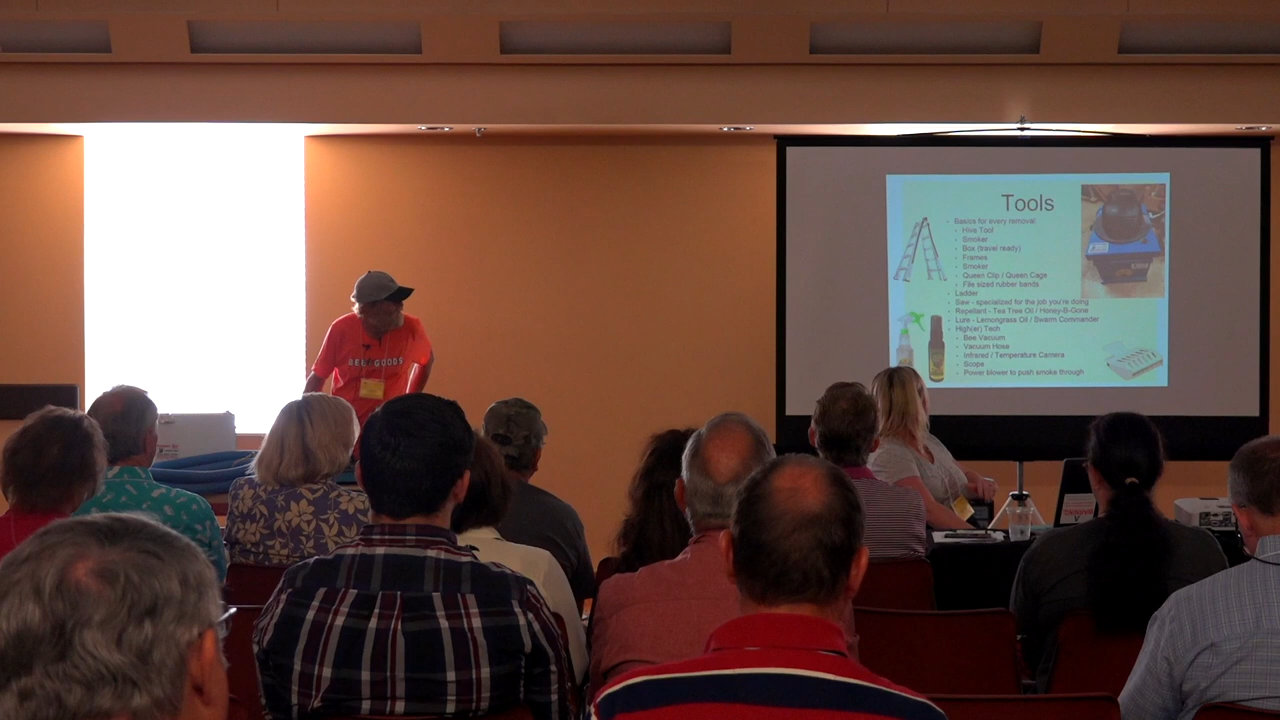 Tools
- Basics for every removal:
- Hive Tool
- Smoker
- Box (travel ready)
- Frames
- Smoker
- Queen Clip / Queen Cage
- File sized rubber bands
- Ladder
- Saw - specialized for the job you're doing
- Repellant - Tea Tree Oil / Honey-B-Gone
- Lure - Lemongrass Oil / Swarm Commander
- High(er) Tech
- Bee Vacuum
- Vacuum Hose
- Infrared / Temperature Camera
- Scope
- Power blower to push smoke through
BEE GOODS